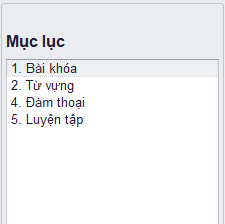 Mục lục
1. Bài khóa
2. Từ vựng
4. Đàm thoại
5. Luyện tập